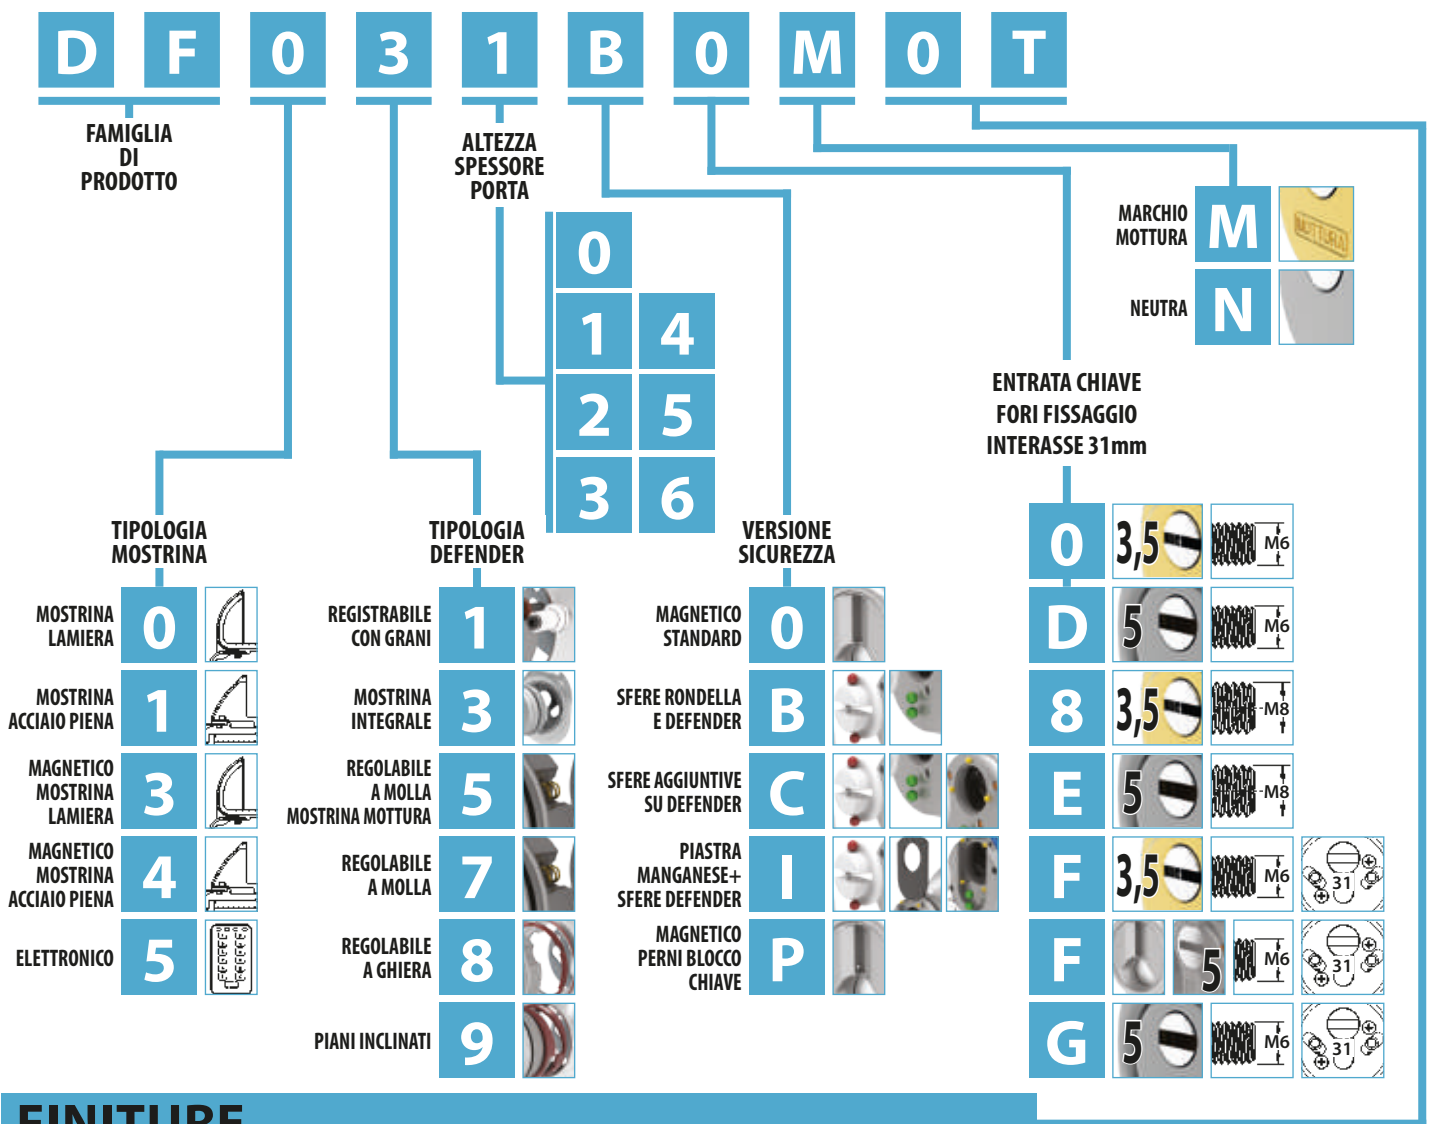 D F 0 3 1 B 0 M 0 T
FAMIGLIA
DI
PRODOTTO
ALTEZZA
SPESSORE
PORTA
0
1 4
2 5
3 6
MARCHIO
MOTTURA
M
MOTTURA
NEUTRA
N
TIPOLOGIA
MOSTRINA
MOSTRINA
LAMIERA
0
MOSTRINA
ACCIAIO PIENA
1
MAGNETICO
MOSTRINA
LAMIERA
3
MAGNETICO
MOSTRINA
ACCIAIO PIENA
4
ELETTRONICO
5
TIPOLOGIA
DEFENDER
REGISTRABILE
CON GRANI
1
MOSTRINA
INTEGRALE
3
REGOLABILE
A MOLLA
MOSTRINA MOTTURA
5
REGOLABILE
A MOLLA
7
REGOLABILE
A GHIERA
8
PIANI INCLINATI
9
VERSIONE
SICUREZZA
MAGNETICO
STANDARD
0
SFERE RONDELLA
E DEFENDER
B
SFERE AGGIUNTIVE
SU DEFENDER
C
PIASTRA
MANGANESE+
SFERE DEFENDER
I
MAGNETICO
PERNI BLOCCO
CHIAVE
P
ENTRATA CHIAVE
FORI FISSAGGIO
INTERASSE 31mm
0 3,5 M6
D 5 M6
8 3,5 M8
E 5 M8
F 3,5 M6 31
F 5 M6 31
G 5 M6 31
FINITURE